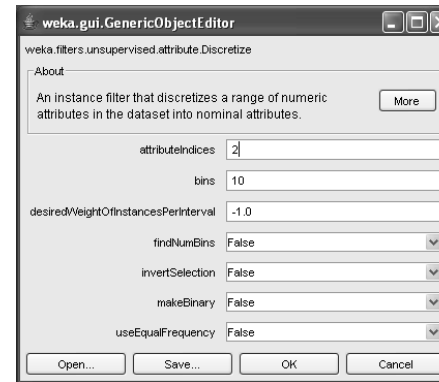 weka.gui.GenericObjectEditor
weka.filters.unsupervised.attribute.Discretize
About
An instance filter that discretizes a range of numeric
attributes in the dataset into nominal attributes.
More
attributeIndices 2
bins 10
desiredWeightOfInstancesPerInterval -1.0
findNumBins False
invertSelection False
makeBinary False
useEqualFrequency False
Open... Save... OK Cancel